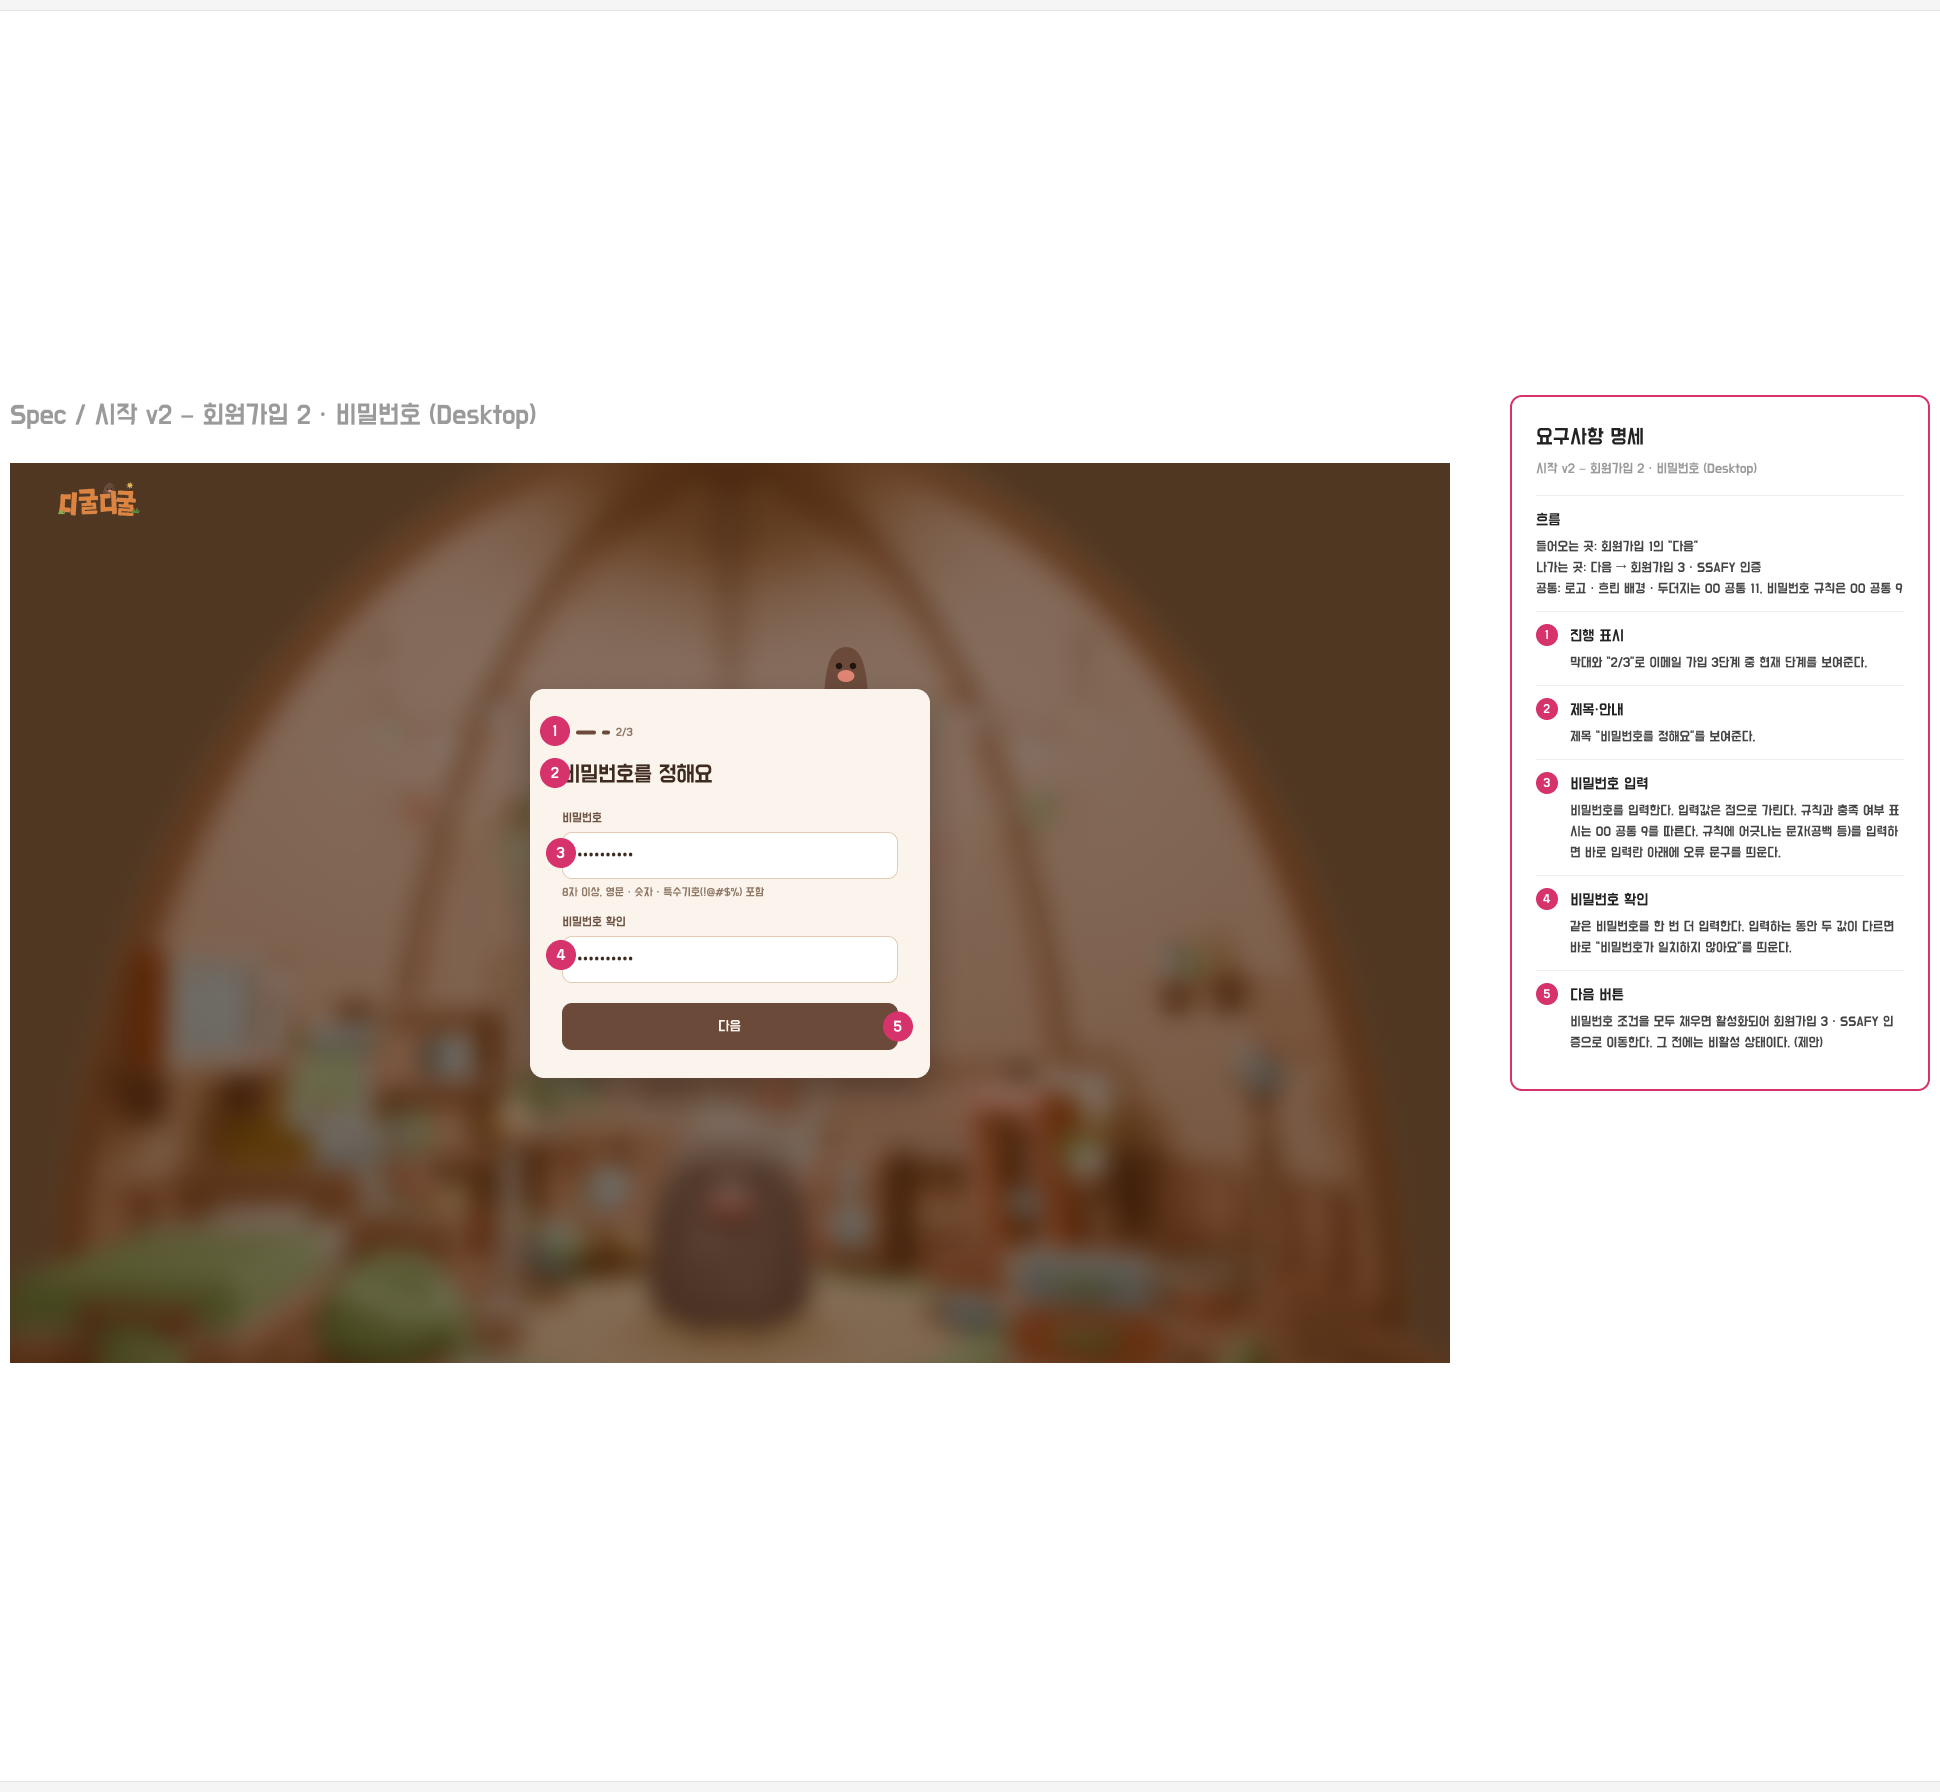 Spec / 시작 v2 – 회원가입 2 · 비밀번호 (Desktop)
디굴디굴
1
2/3
2
비밀번호를 정해요
비밀번호
3
••••••••••
8자 이상, 영문 · 숫자 · 특수기호(!@#$%) 포함
비밀번호 확인
4
••••••••••
다음
5
요구사항 명세
시작 v2 – 회원가입 2 · 비밀번호 (Desktop)
흐름
들어오는 곳: 회원가입 1의 "다음"
나가는 곳: 다음 → 회원가입 3 · SSAFY 인증
공통: 로고 · 흐린 배경 · 두더지는 00 공통 11, 비밀번호 규칙은 00 공통 9
1 진행 표시
막대와 "2/3"로 이메일 가입 3단계 중 현재 단계를 보여준다.
2 제목·안내
제목 "비밀번호를 정해요"를 보여준다.
3 비밀번호 입력
비밀번호를 입력한다. 입력값은 점으로 가린다. 규칙과 충족 여부 표
시는 00 공통 9를 따른다. 규칙에 어긋나는 문자(공백 등)를 입력하
면 바로 입력란 아래에 오류 문구를 띄운다.
4 비밀번호 확인
같은 비밀번호를 한 번 더 입력한다. 입력하는 동안 두 값이 다르면
바로 "비밀번호가 일치하지 않아요"를 띄운다.
5 다음 버튼
비밀번호 조건을 모두 채우면 활성화되어 회원가입 3 · SSAFY 인
증으로 이동한다. 그 전에는 비활성 상태이다. (제안)